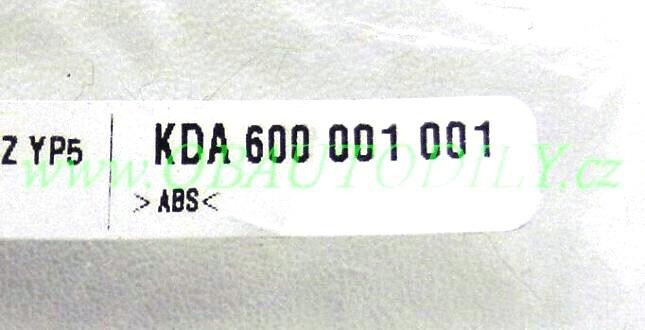 Z YP5 KDA 600 001 001
>ABS<
www.OBAUTODILY.cz